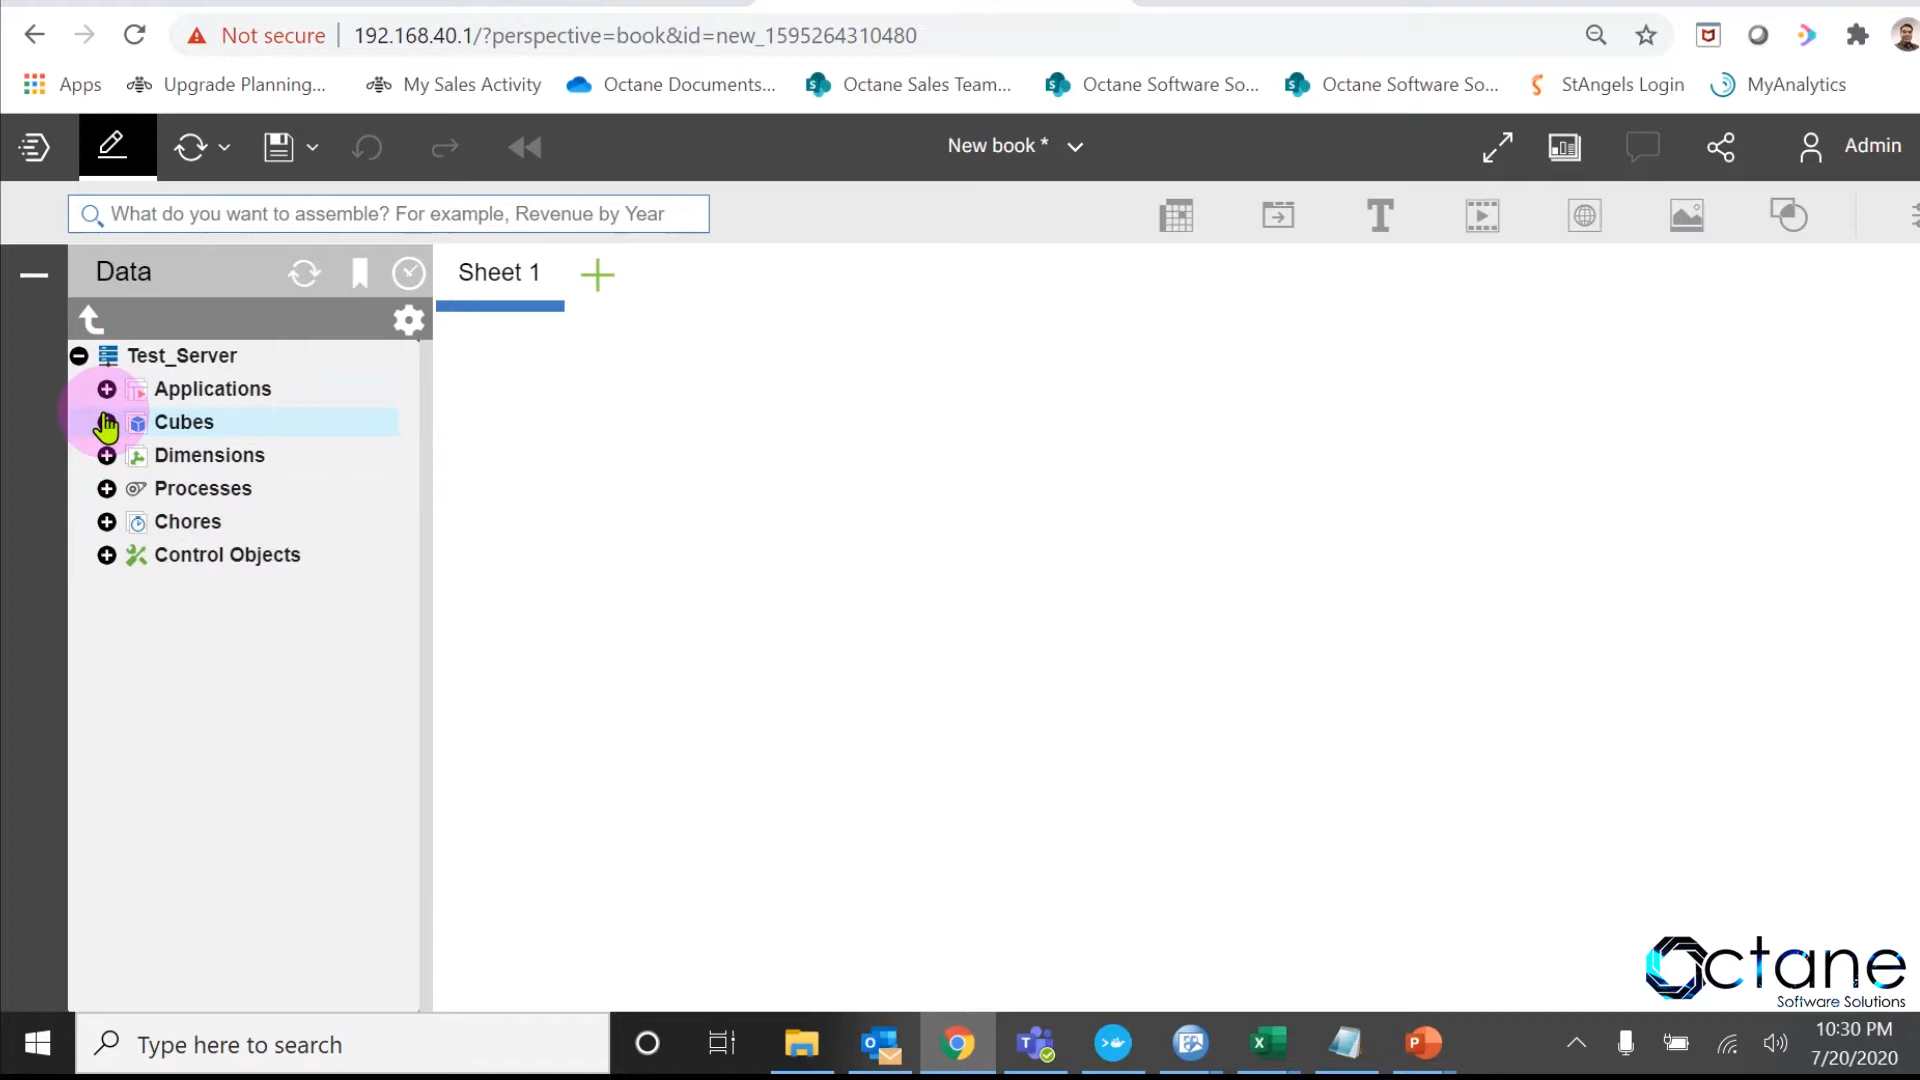 Not secure 192.168.40.1/?perspective=book&id=new_1595264310480
Apps Upgrade Planning... My Sales Activity Octane Documents... Octane Sales Team... Octane Software So... Octane Software So... StAngels Login MyAnalytics
New book * Admin
What do you want to assemble? For example, Revenue by Year
Data
Sheet 1
Test_Server
Applications
Cubes
Dimensions
Processes
Chores
Control Objects
Octane
Software Solutions
Type here to search
10:30 PM
7/20/2020